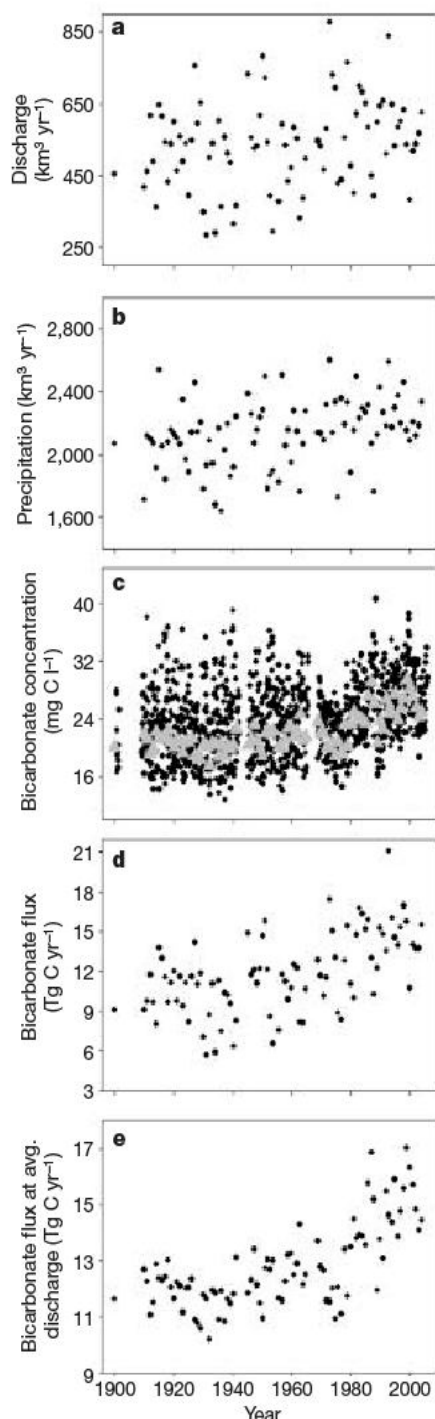 a
850
650
450
250
Discharge
(km³ yr⁻¹)
b
2,800
2,400
2,000
1,600
Precipitation (km³ yr⁻¹)
c
40
32
24
16
Bicarbonate concentration
(mg C l⁻¹)
d
21
18
15
12
9
6
3
Bicarbonate flux
(Tg C yr⁻¹)
e
17
15
13
11
9
Bicarbonate flux at avg.
discharge (Tg C yr⁻¹)
1900 1920 1940 1960 1980 2000
Year